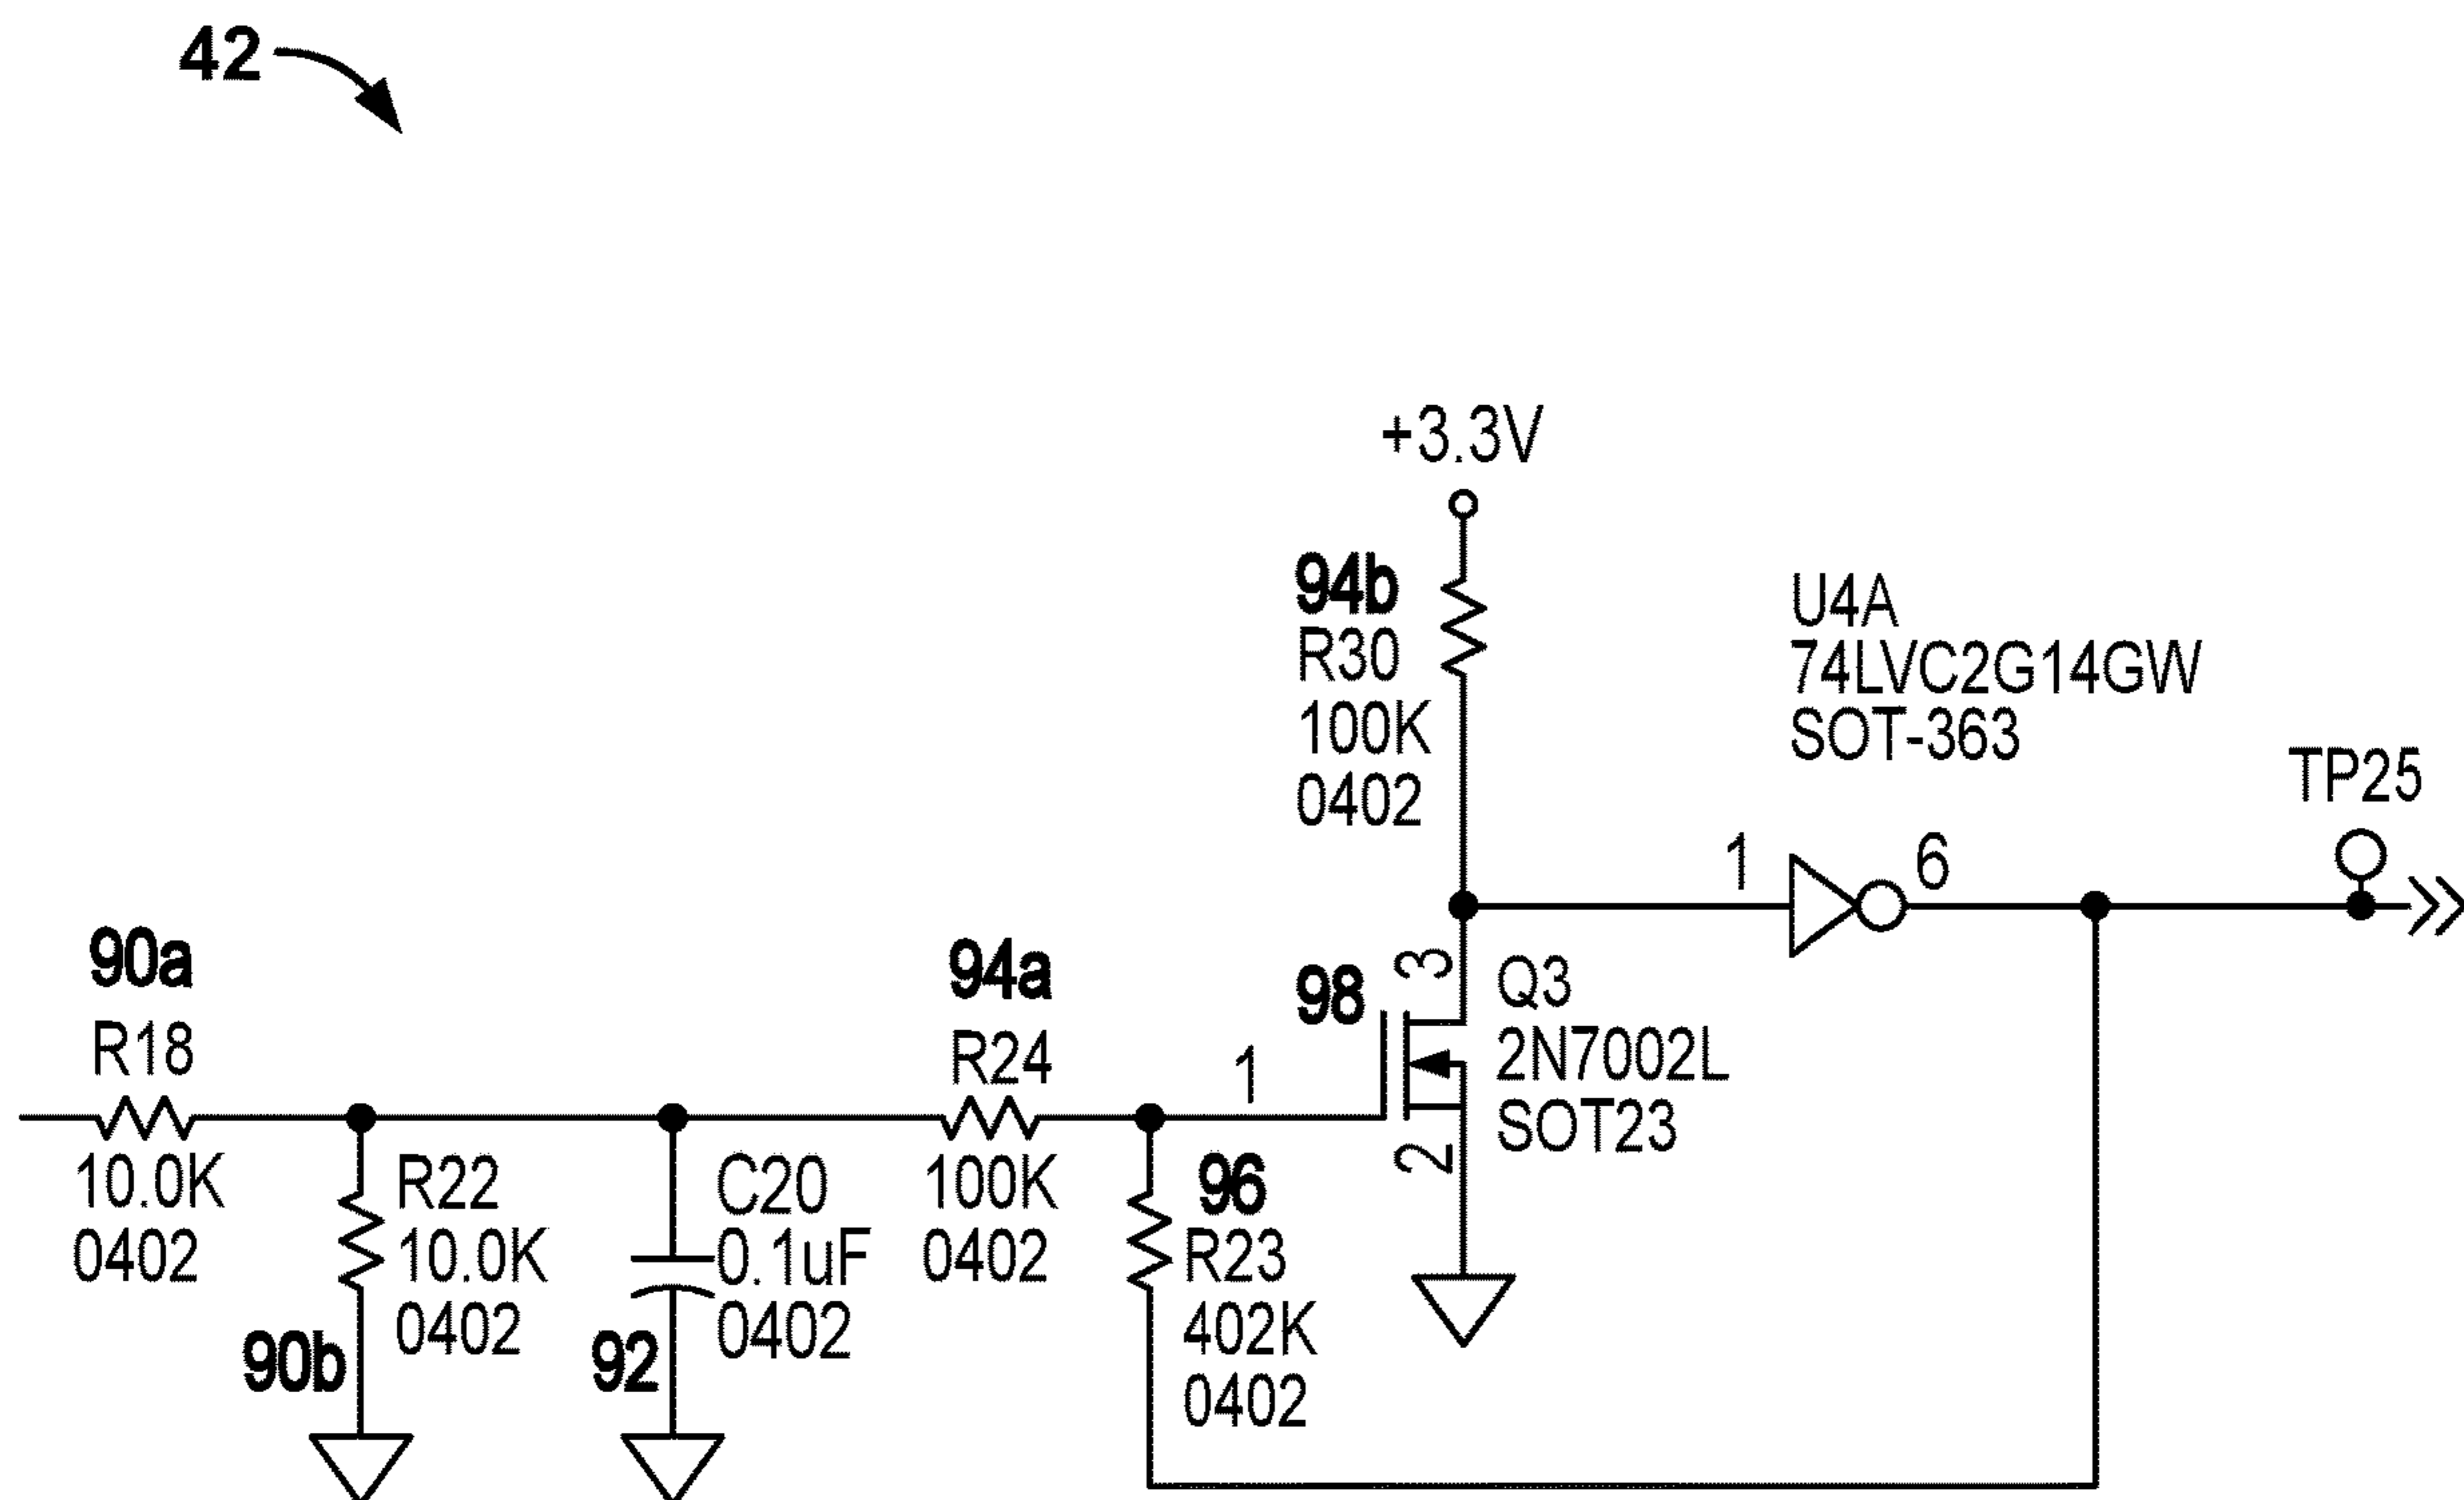 42
+3.3V
94b
R30
100K
0402
U4A
74LVC2G14GW
SOT-363
TP25
1
6
90a
R18
10.0K
0402
R22
10.0K
0402
90b
C20
0.1uF
0402
92
94a
R24
100K
0402
1
96
R23
402K
0402
98
3
2
Q3
2N7002L
SOT23